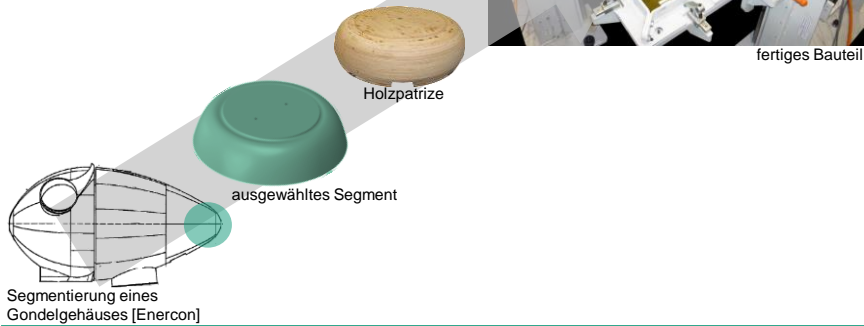 fertiges Bauteil
Holzpatrize
ausgewähltes Segment
Segmentierung eines
Gondelgehäuses [Enercon]